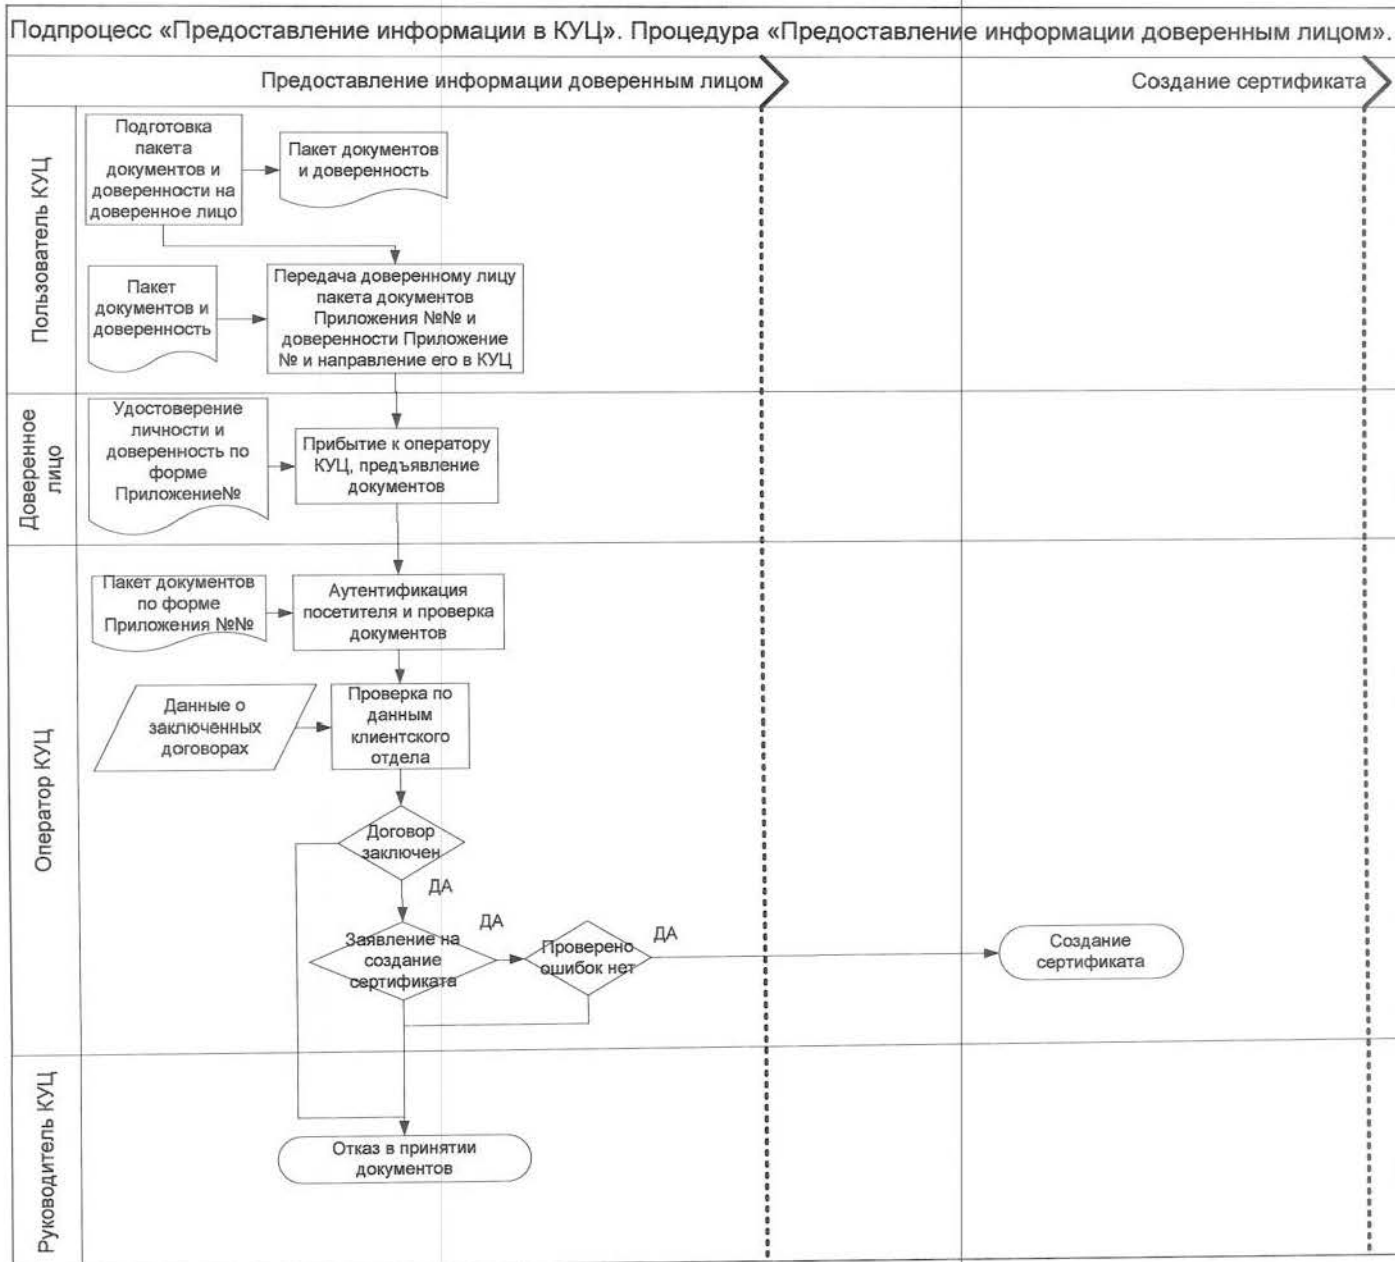 Подпроцесс «Предоставление информации в КУЦ». Процедура «Предоставление информации доверенным лицом».
Предоставление информации доверенным лицом
Создание сертификата
Пользователь КУЦ
Подготовка
пакета
документов и
доверенности на
доверенное лицо
Пакет документов
и доверенность
Пакет
документов и
доверенность
Передача доверенному лицу
пакета документов
Приложения №№ и
доверенности Приложение
№ и направление его в КУЦ
Доверенное
лицо
Удостоверение
личности и
доверенность по
форме
Приложение№
Прибытие к оператору
КУЦ, предъявление
документов
Оператор КУЦ
Пакет документов
по форме
Приложения №№
Аутентификация
посетителя и проверка
документов
Данные о
заключенных
договорах
Проверка по
данным
клиентского
отдела
Договор
заключен
ДА
Заявление на
создание
сертификата
ДА
Проверено
ошибок нет
ДА
Создание
сертификата
Руководитель КУЦ
Отказ в принятии
документов